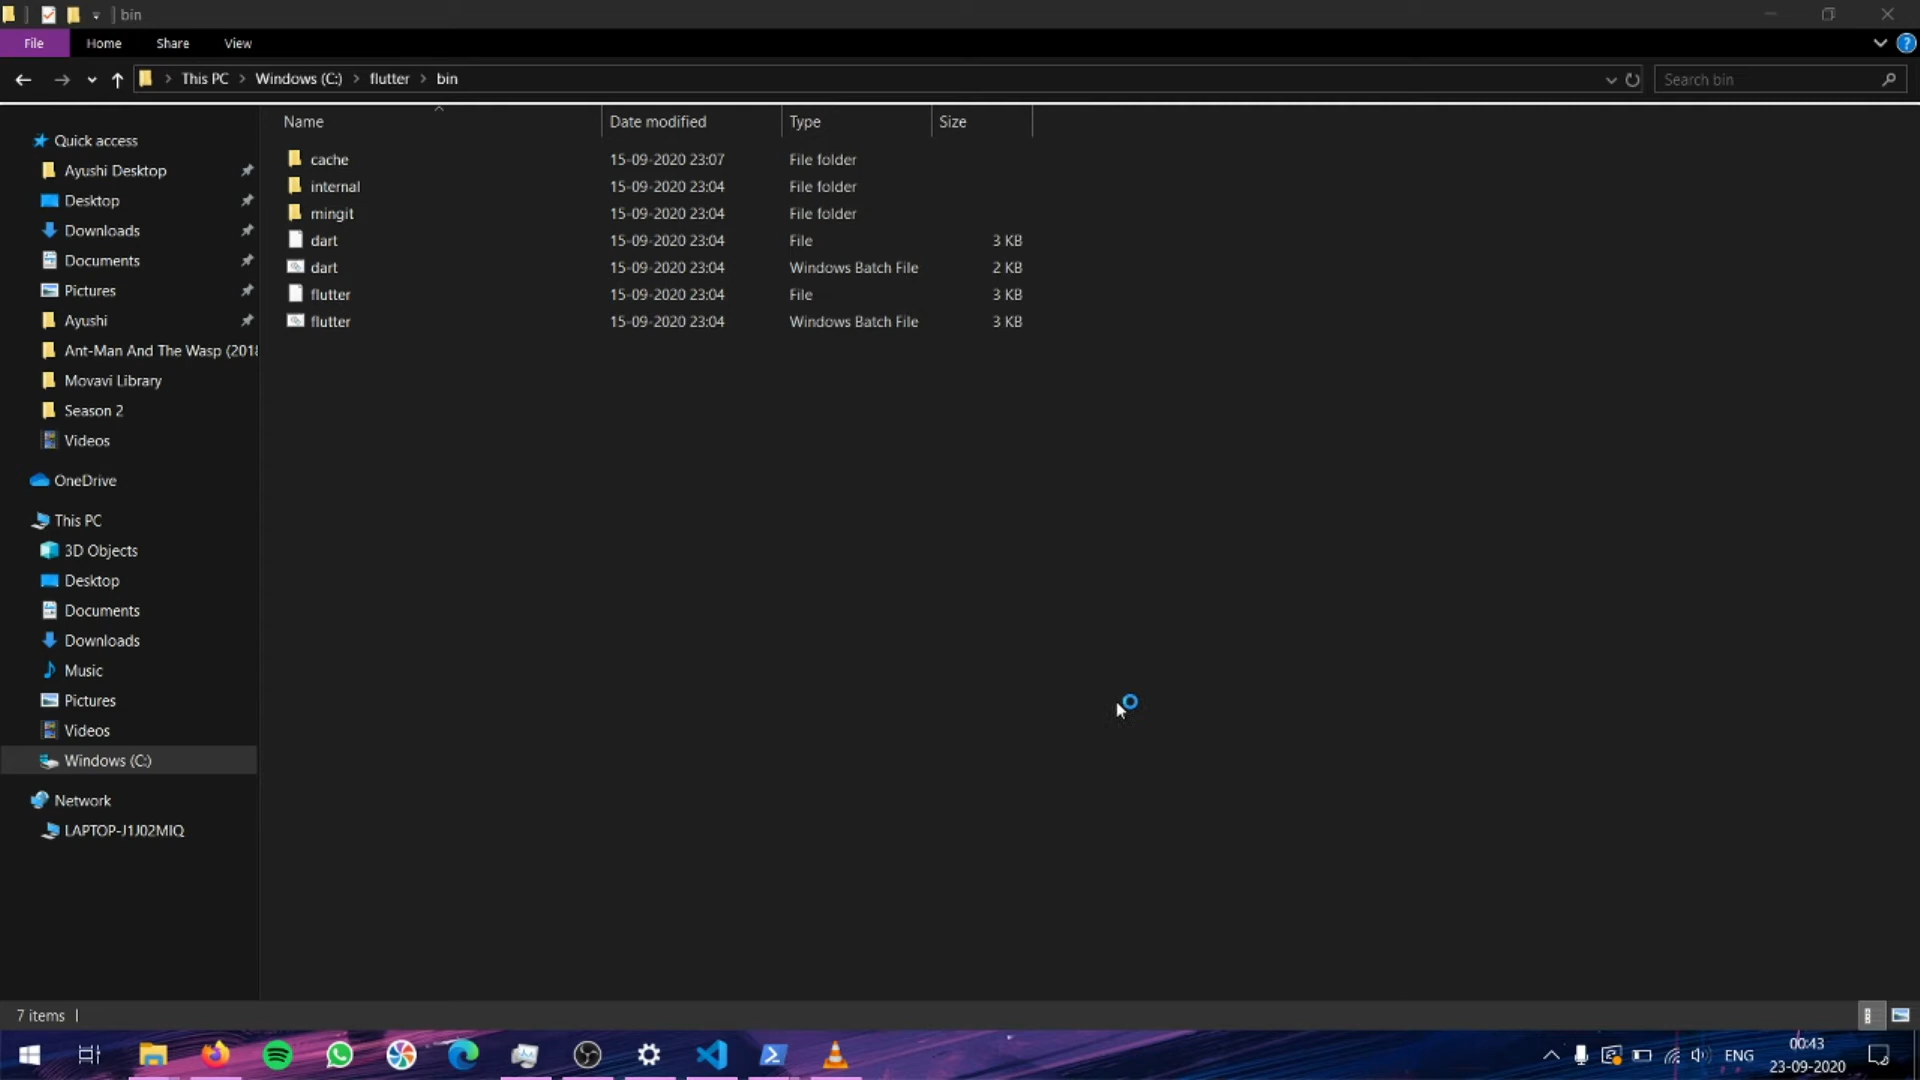 bin
File Home Share View
This PC Windows (C:) flutter bin
Search bin
Name Date modified Type Size
cache 15-09-2020 23:07 File folder
internal 15-09-2020 23:04 File folder
mingit 15-09-2020 23:04 File folder
dart 15-09-2020 23:04 File 3 KB
dart 15-09-2020 23:04 Windows Batch File 2 KB
flutter 15-09-2020 23:04 File 3 KB
flutter 15-09-2020 23:04 Windows Batch File 3 KB
Quick access
Ayushi Desktop
Desktop
Downloads
Documents
Pictures
Ayushi
Ant-Man And The Wasp (2018
Movavi Library
Season 2
Videos
OneDrive
This PC
3D Objects
Desktop
Documents
Downloads
Music
Pictures
Videos
Windows (C:)
Network
LAPTOP-J1J02MIQ
7 items
ENG
00:43
23-09-2020